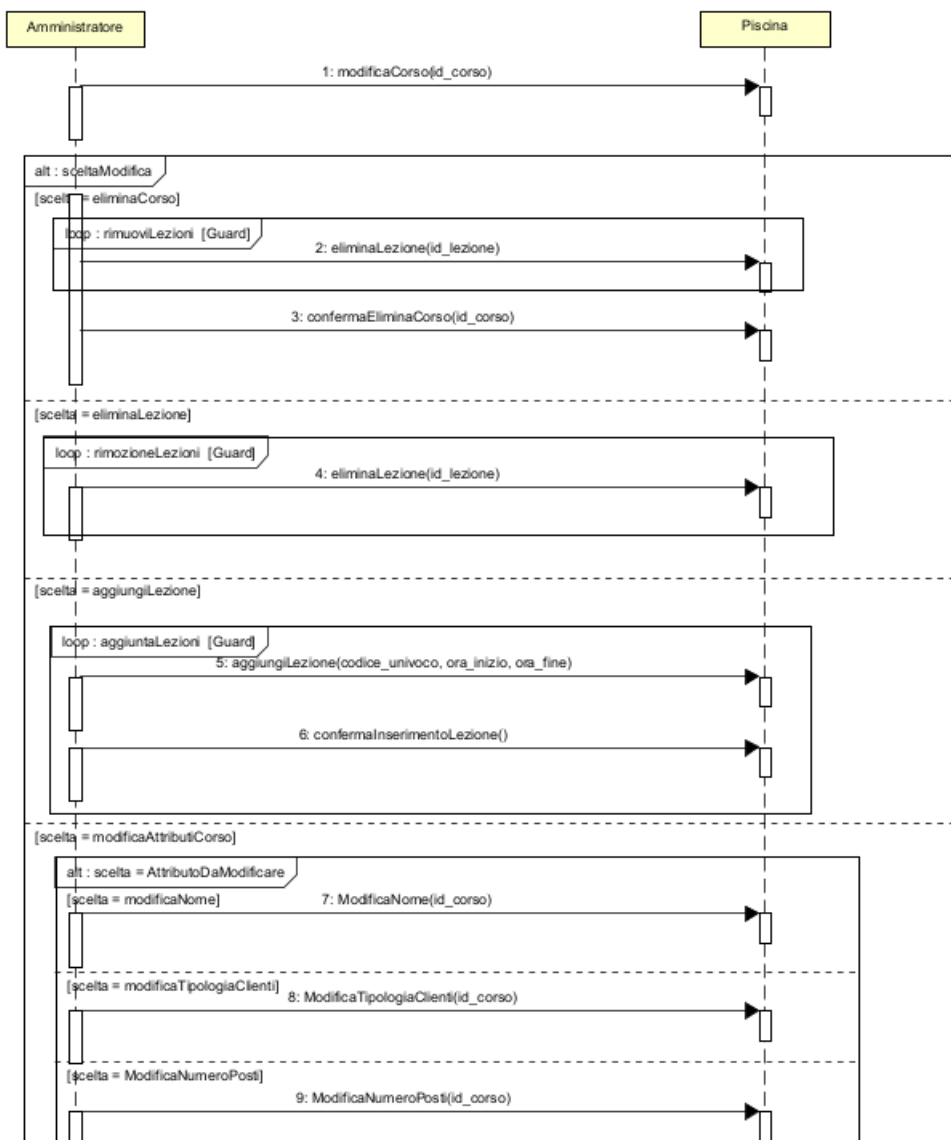 Amministratore
Piscina
1: modificaCorso(id_corso)
alt : sceltaModifica
[scelta = eliminaCorso]
loop : rimuoviLezioni [Guard]
2: eliminaLezione(id_lezione)
3: confermaEliminaCorso(id_corso)
[scelta = eliminaLezione]
loop : rimozioneLezioni [Guard]
4: eliminaLezione(id_lezione)
[scelta = aggiungiLezione]
loop : aggiuntaLezioni [Guard]
5: aggiungiLezione(codice_univoco, ora_inizio, ora_fine)
6: confermaInserimentoLezione()
[scelta = modificaAttributiCorso]
alt : scelta = AttributoDaModificare
[scelta = modificaNome]
7: ModificaNome(id_corso)
[scelta = modificaTipologiaClienti]
8: ModificaTipologiaClienti(id_corso)
[scelta = ModificaNumeroPosti]
9: ModificaNumeroPosti(id_corso)